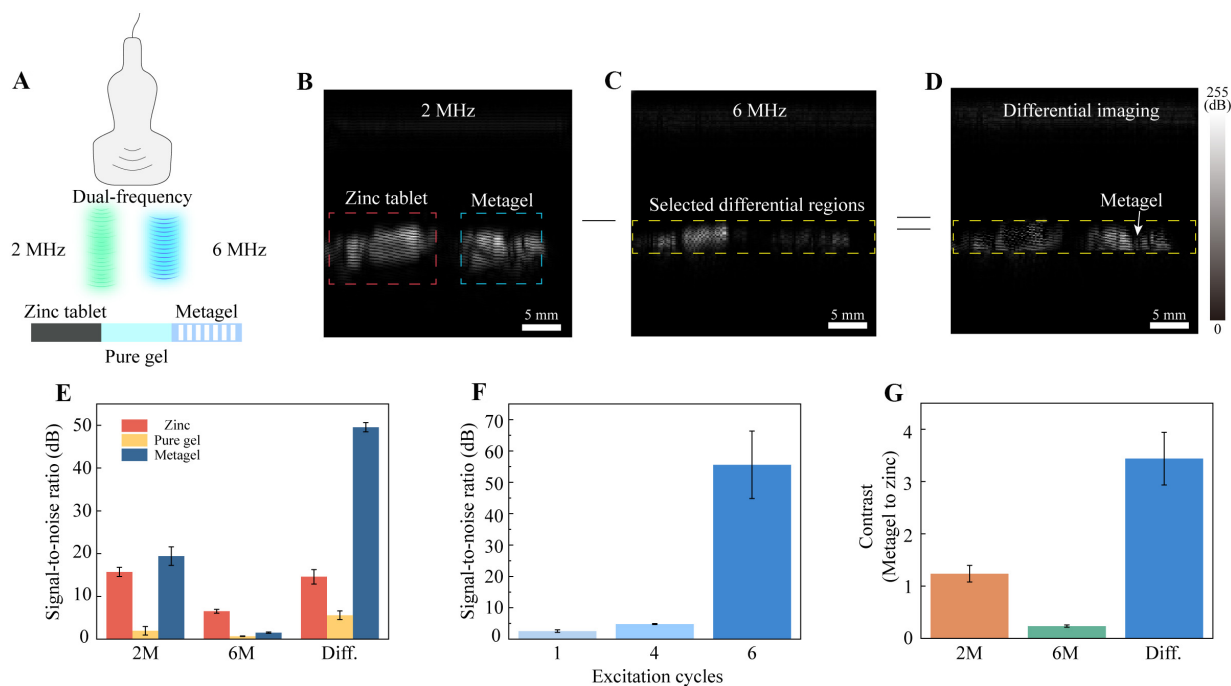 A
Dual-frequency
2 MHz
6 MHz
Zinc tablet
Metagel
Pure gel
B
2 MHz
Zinc tablet
Metagel
5 mm
C
6 MHz
Selected differential regions
5 mm
D
Differential imaging
Metagel
5 mm
255
(dB)
0
E
Signal-to-noise ratio (dB)
50
40
30
20
10
0
Zinc
Pure gel
Metagel
2M
6M
Diff.
F
Signal-to-noise ratio (dB)
70
60
50
40
30
20
10
0
1
4
6
Excitation cycles
G
Contrast
(Metagel to zinc)
4
3
2
1
0
2M
6M
Diff.